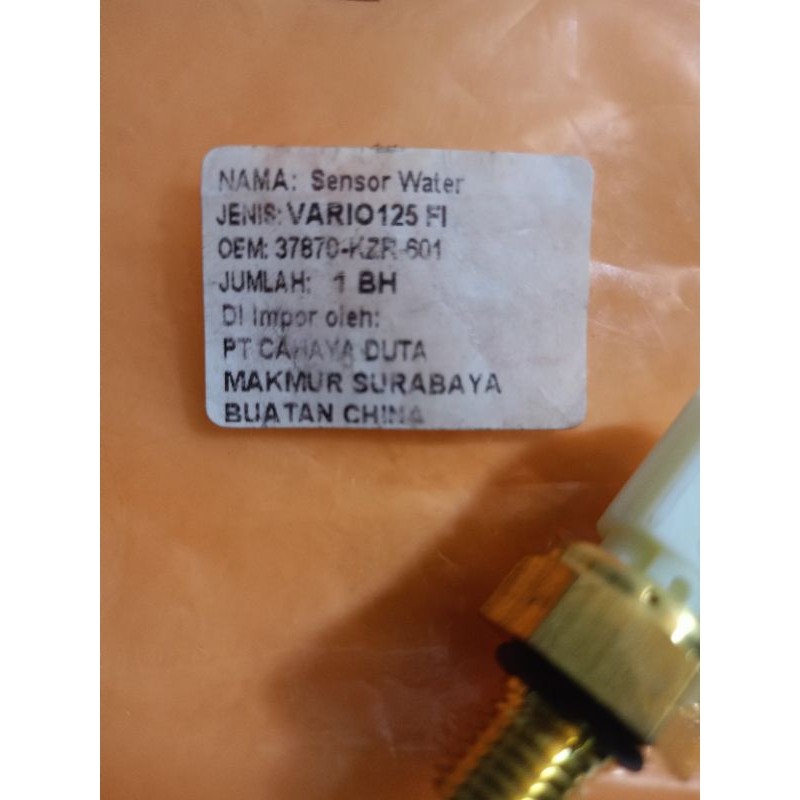 NAMA: Sensor Water
JENIS: VARIO125 FI
OEM: 37870-KZR-601
JUMLAH: 1 BH
DI Impor oleh:
PT CAHAYA DUTA
MAKMUR SURABAYA
BUATAN CHINA